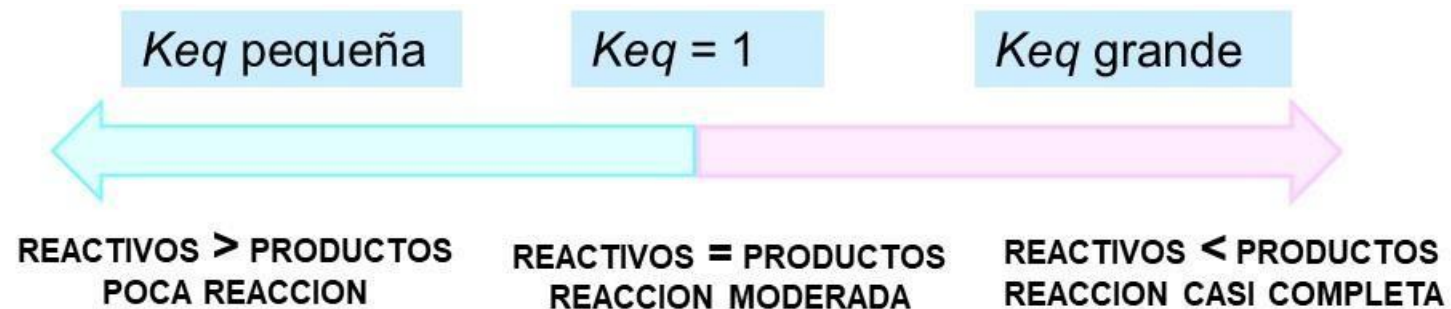 Keq pequeña
Keq = 1
Keq grande
REACTIVOS > PRODUCTOS
POCA REACCION
REACTIVOS = PRODUCTOS
REACCION MODERADA
REACTIVOS < PRODUCTOS
REACCION CASI COMPLETA